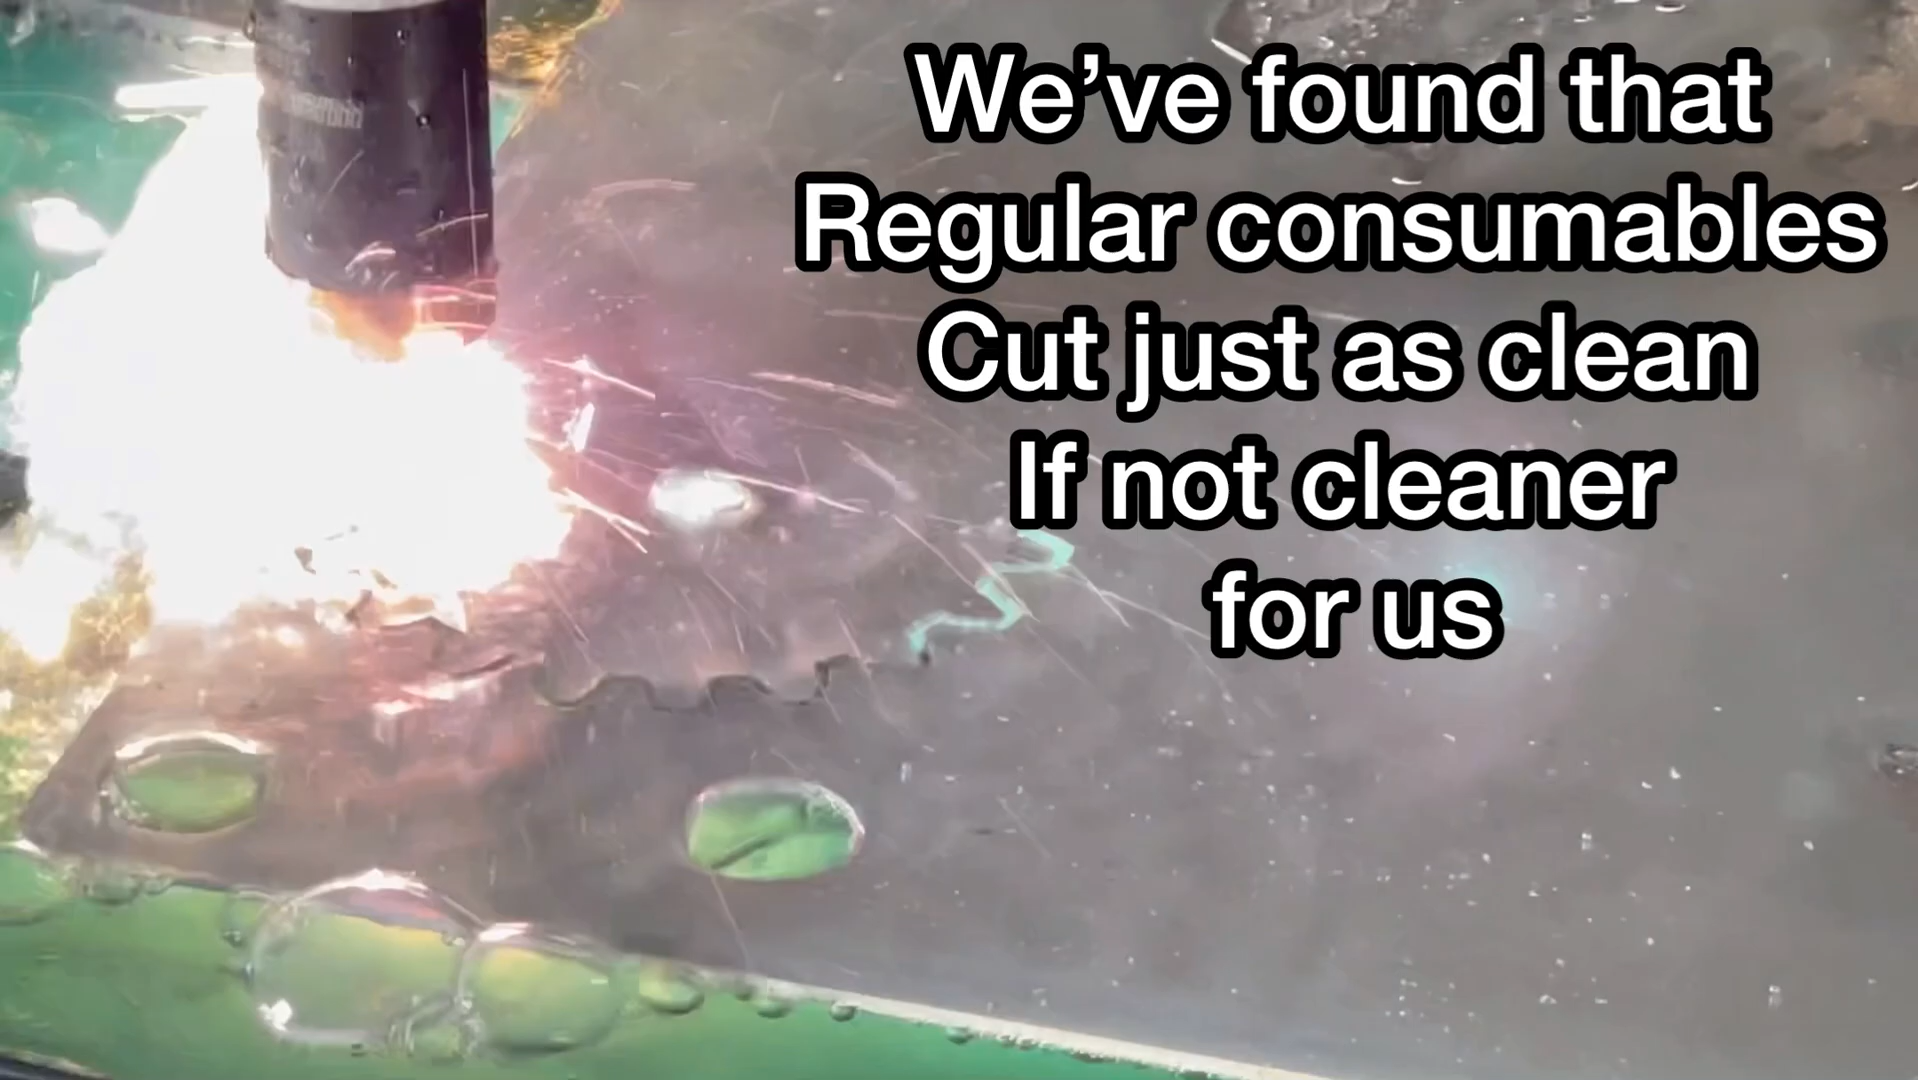 We've found that
Regular consumables
Cut just as clean
If not cleaner
for us